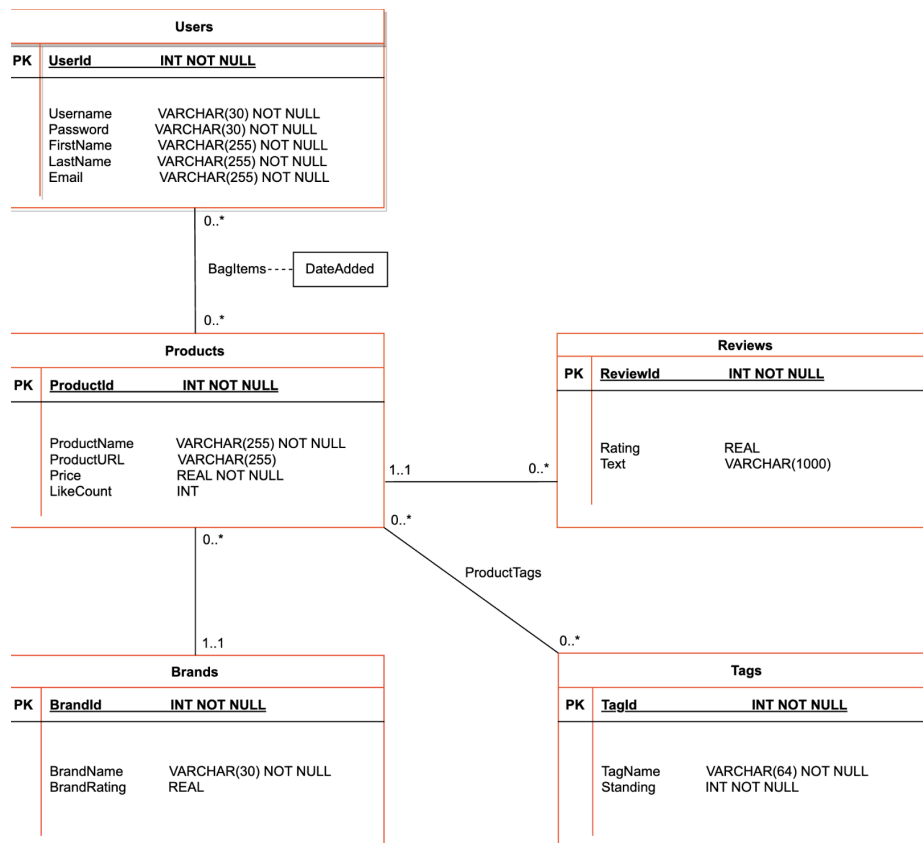 Users
PK UserId INT NOT NULL
Username VARCHAR(30) NOT NULL
Password VARCHAR(30) NOT NULL
FirstName VARCHAR(255) NOT NULL
LastName VARCHAR(255) NOT NULL
Email VARCHAR(255) NOT NULL
0..*
BagItems DateAdded
0..*
Products
PK ProductId INT NOT NULL
ProductName VARCHAR(255) NOT NULL
ProductURL VARCHAR(255)
Price REAL NOT NULL
LikeCount INT
Reviews
PK ReviewId INT NOT NULL
Rating REAL
Text VARCHAR(1000)
1..1 0..*
0..*
ProductTags
0..*
0..*
1..1
Brands
PK BrandId INT NOT NULL
BrandName VARCHAR(30) NOT NULL
BrandRating REAL
Tags
PK TagId INT NOT NULL
TagName VARCHAR(64) NOT NULL
Standing INT NOT NULL